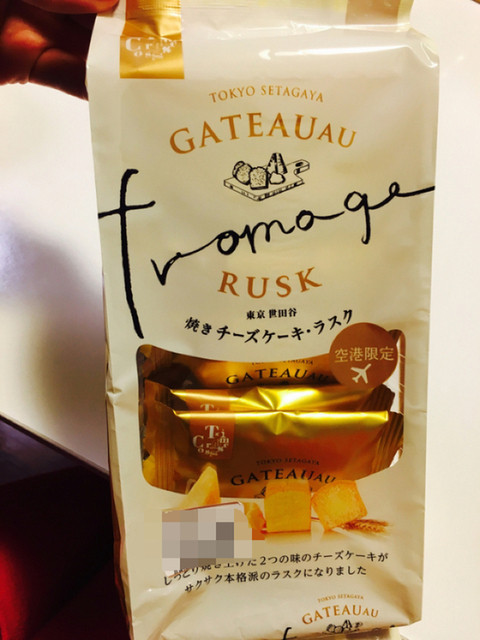 TOKYO SETAGAYA
GATEAUAU
fromage
RUSK
東京 世田谷
焼きチーズケーキ・ラスク
空港限定
GATEAUAU
TOKYO SETAGAYA
GATEAUAU
しっとり焼き上げた2つの味のチーズケーキが
サクサク本格派のラスクになりました
GATEAUAU